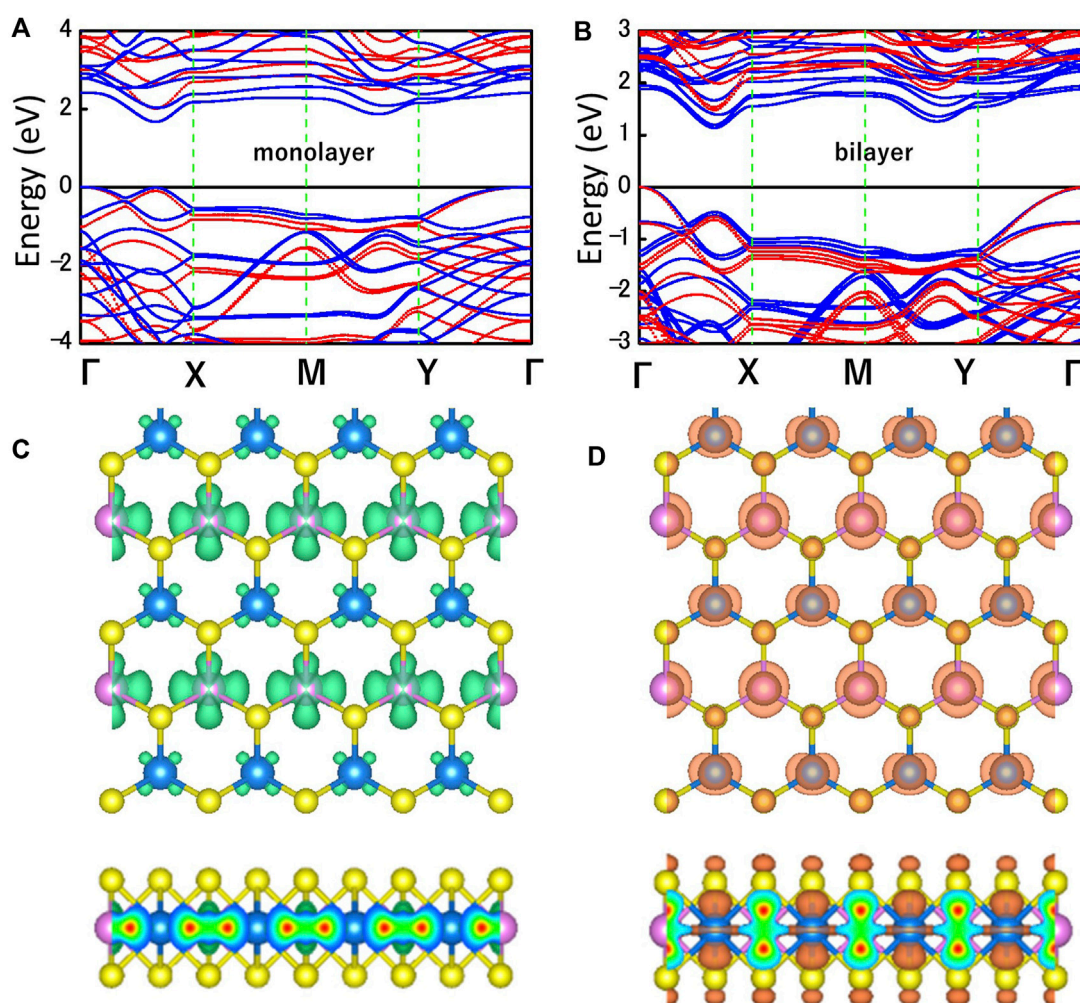 A
B
Energy (eV)
4
2
0
−2
−4
monolayer
Γ X M Y Γ
Energy (eV)
3
2
1
0
−1
−2
−3
bilayer
Γ X M Y Γ
C
D